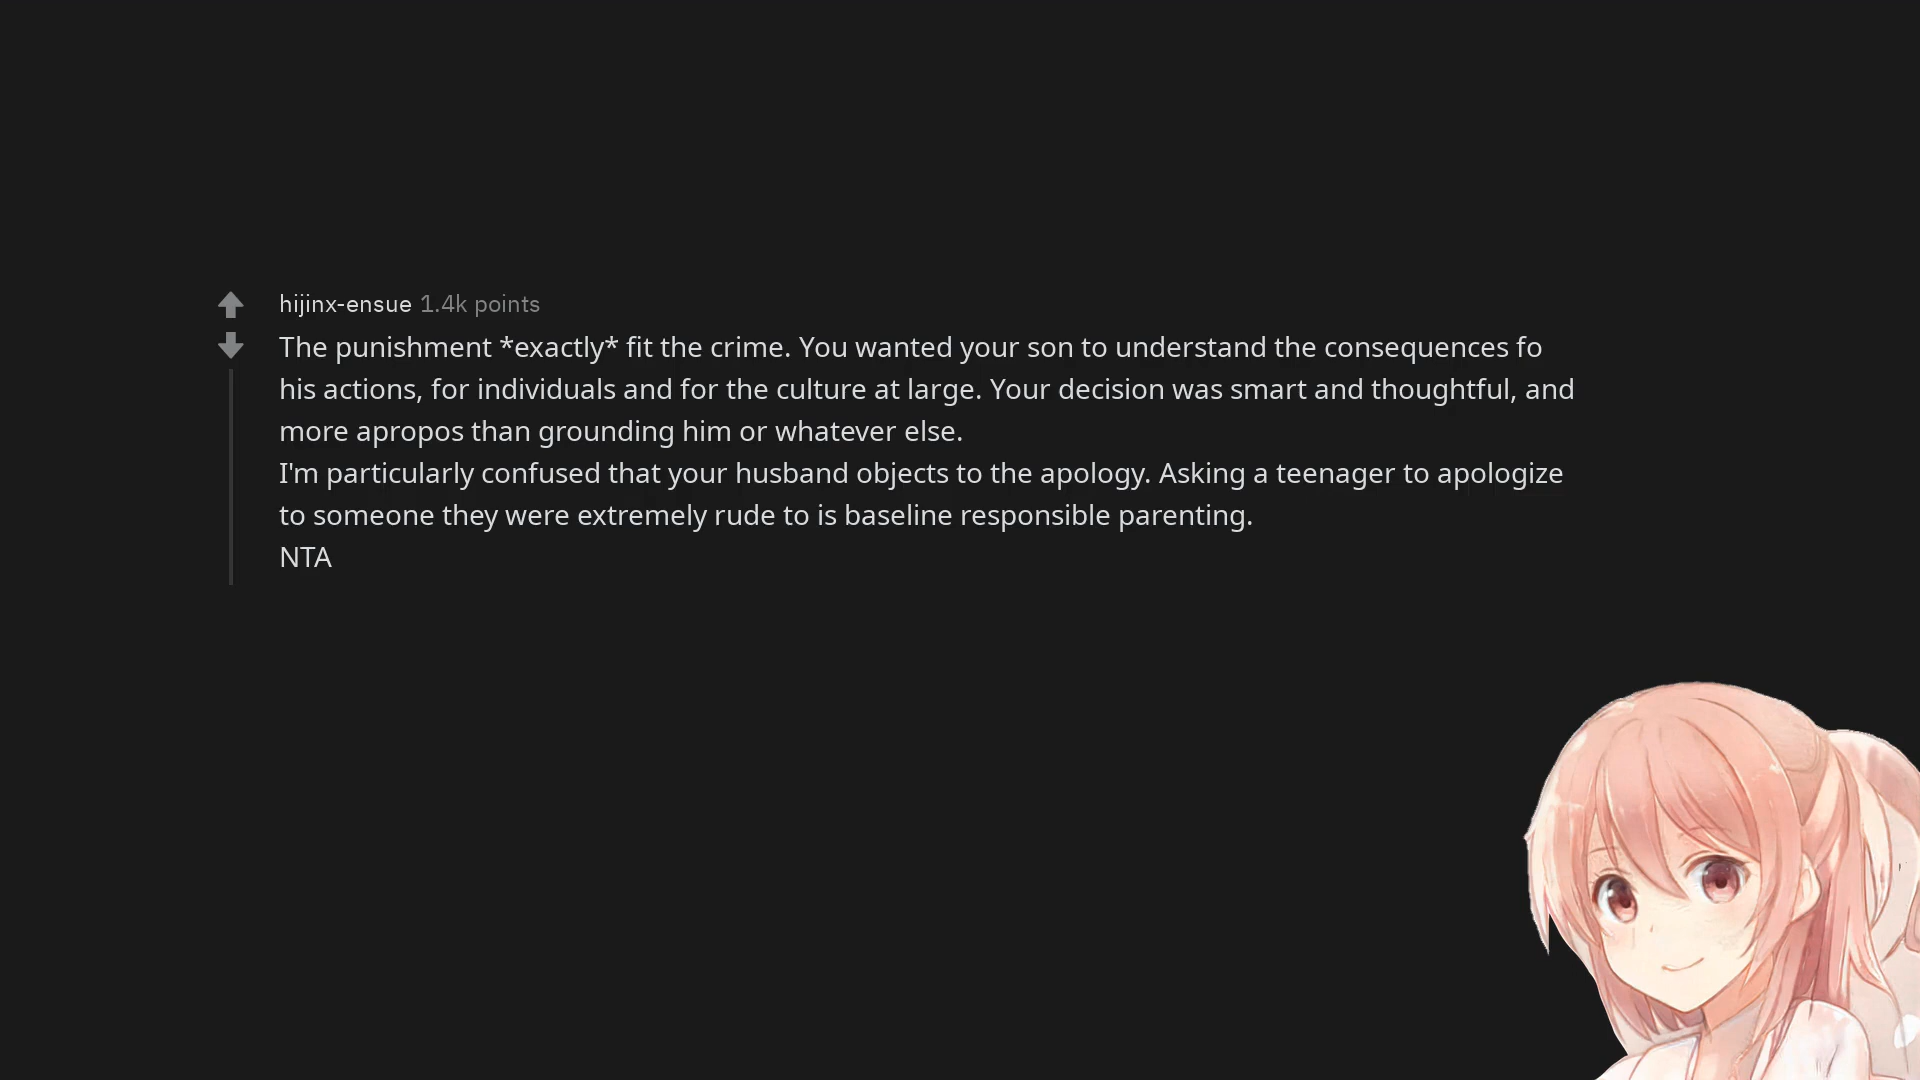 hijinx-ensue 1.4k points
The punishment *exactly* fit the crime. You wanted your son to understand the consequences fo
his actions, for individuals and for the culture at large. Your decision was smart and thoughtful, and
more apropos than grounding him or whatever else.
I'm particularly confused that your husband objects to the apology. Asking a teenager to apologize
to someone they were extremely rude to is baseline responsible parenting.
NTA